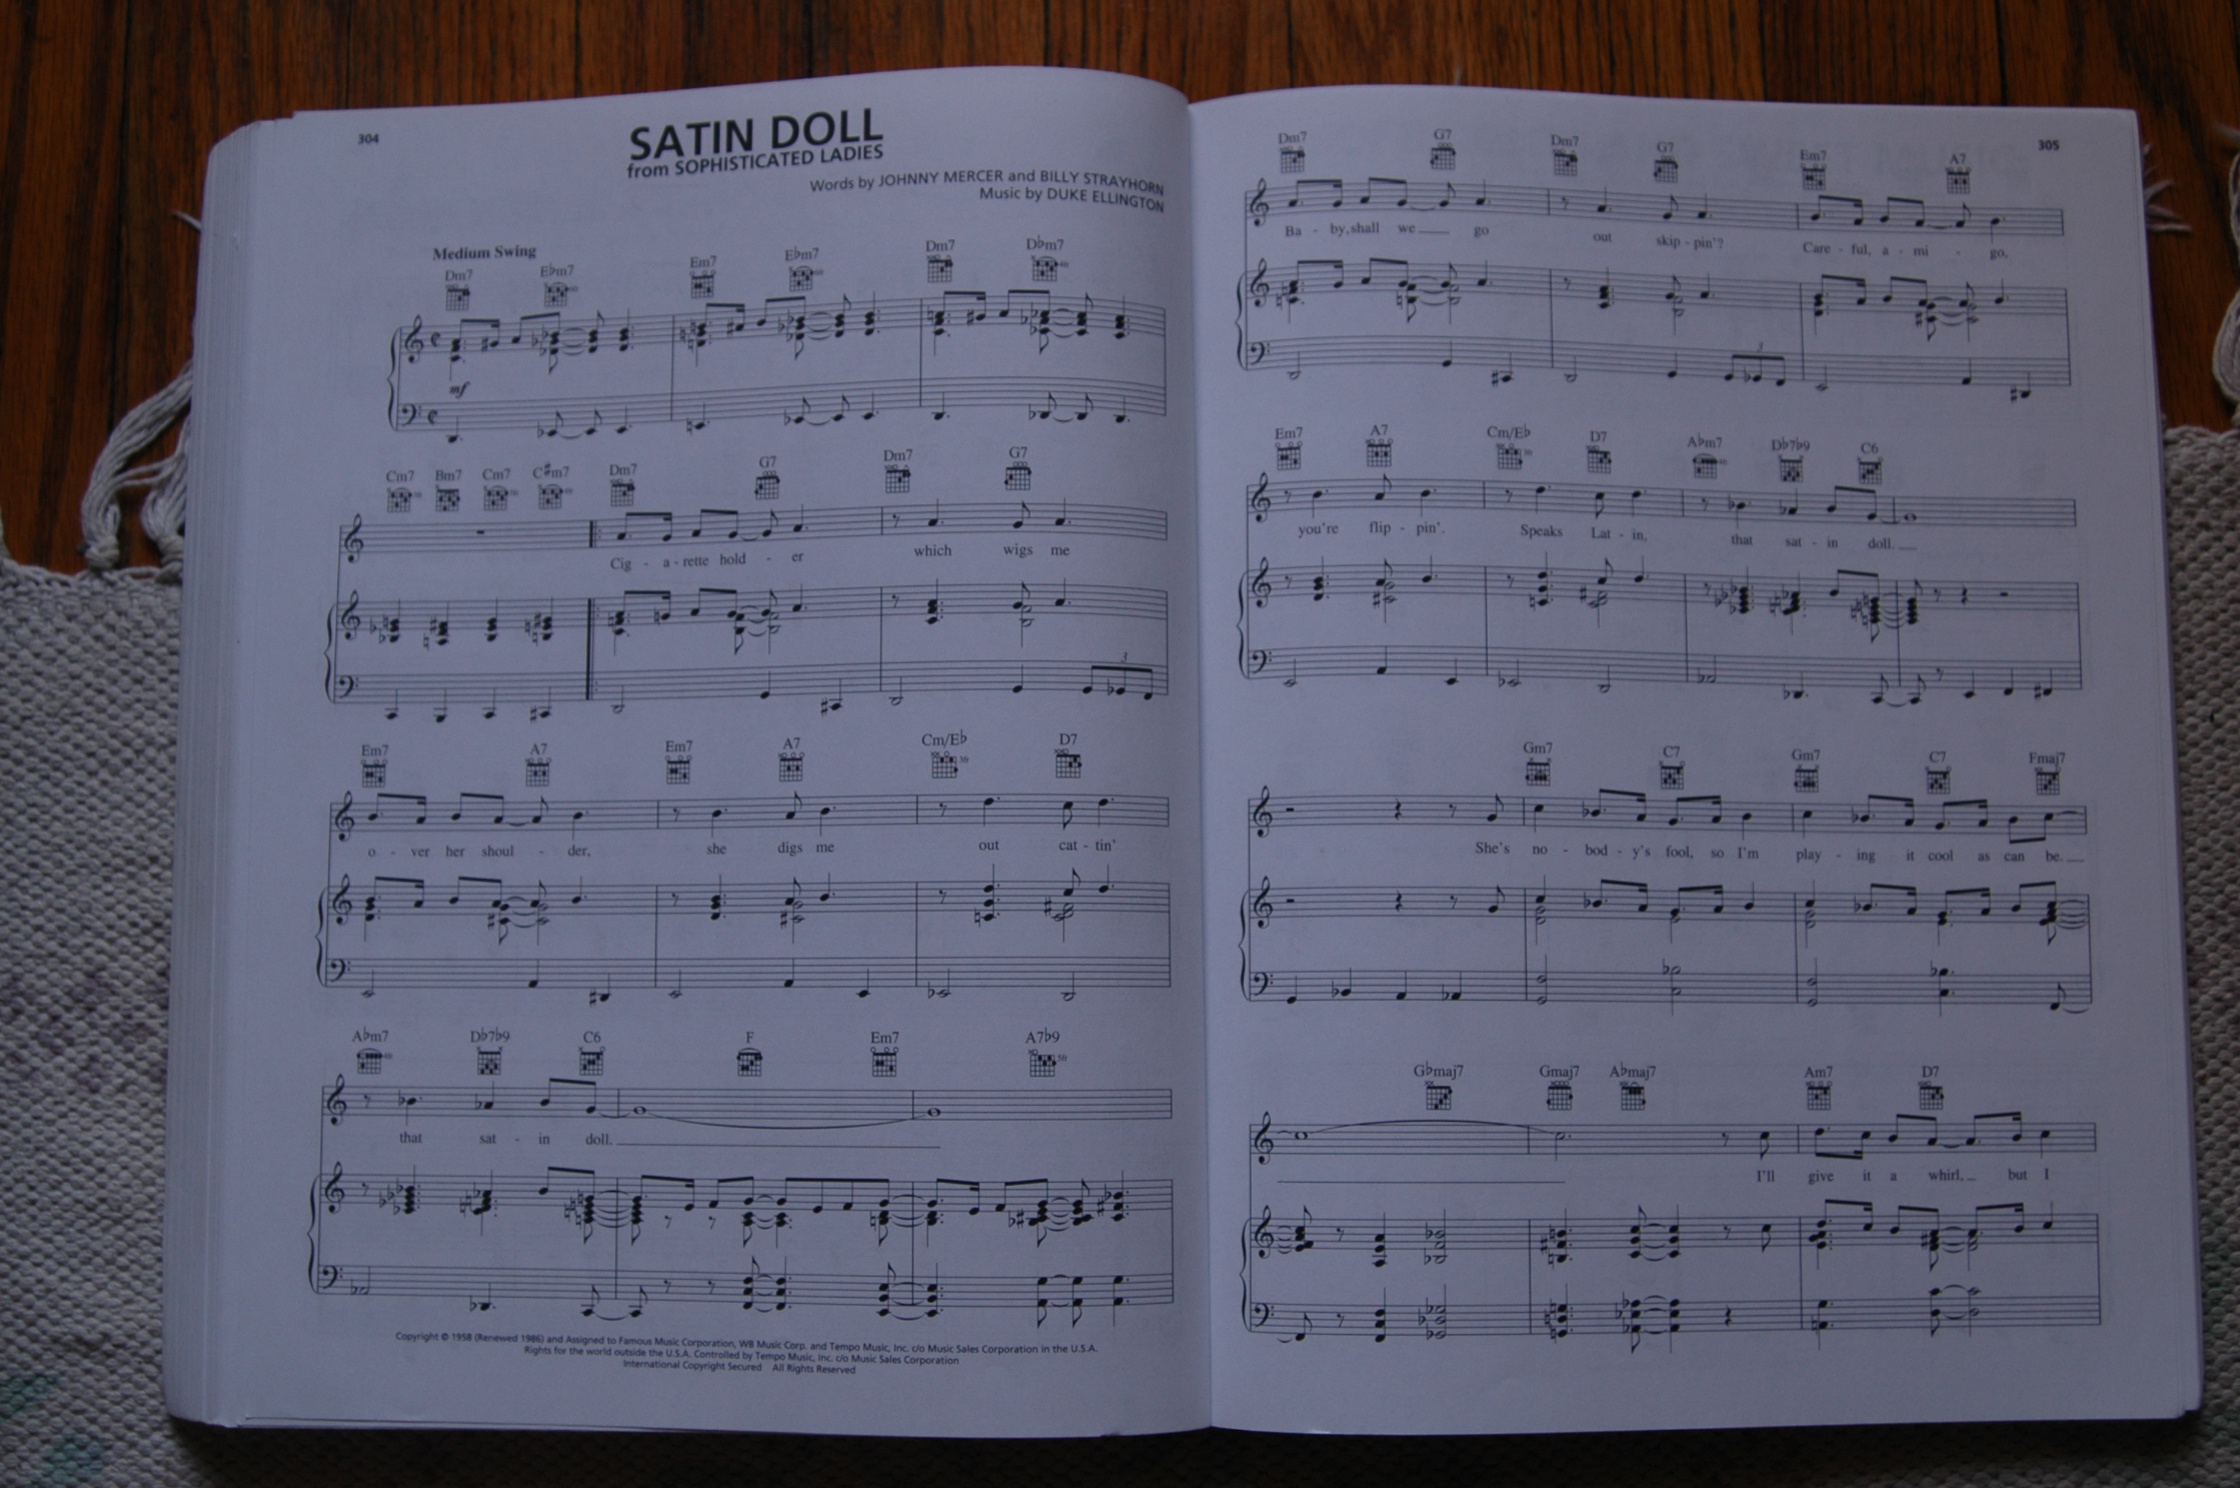 304
SATIN DOLL
from SOPHISTICATED LADIES
Words by JOHNNY MERCER and BILLY STRAYHORN
Music by DUKE ELLINGTON
Medium Swing
Dm7 E♭m7 Em7 E♭m7 Dm7 D♭m7
mf
Cm7 Bm7 Cm7 C#m7 Dm7 G7 Dm7 G7
Cig - a - rette hold - er which wigs me
3
Em7 A7 Em7 A7 Cm/E♭ D7
o - ver her shoul - der, she digs me out cat - tin'
A♭m7 D♭7♭9 C6 F Em7 A7♭9
that sat - in doll.
Copyright © 1958 (Renewed 1986) and Assigned to Famous Music Corporation, WB Music Corp. and Tempo Music, Inc. c/o Music Sales Corporation in the U.S.A.
Rights for the world outside the U.S.A. Controlled by Tempo Music, Inc. c/o Music Sales Corporation
International Copyright Secured All Rights Reserved
305
Dm7 G7 Dm7 G7 Em7 A7
Ba - by, shall we go out skip - pin'? Care - ful, a - mi - go,
3
Em7 A7 Cm/E♭ D7 A♭m7 D♭7♭9 C6
you're flip - pin'. Speaks Lat - in, that sat - in doll.
Gm7 C7 Gm7 C7 Fmaj7
She's no - bod - y's fool, so I'm play - ing it cool as can be.
G♭maj7 Gmaj7 A♭maj7 Am7 D7
I'll give it a whirl, but I